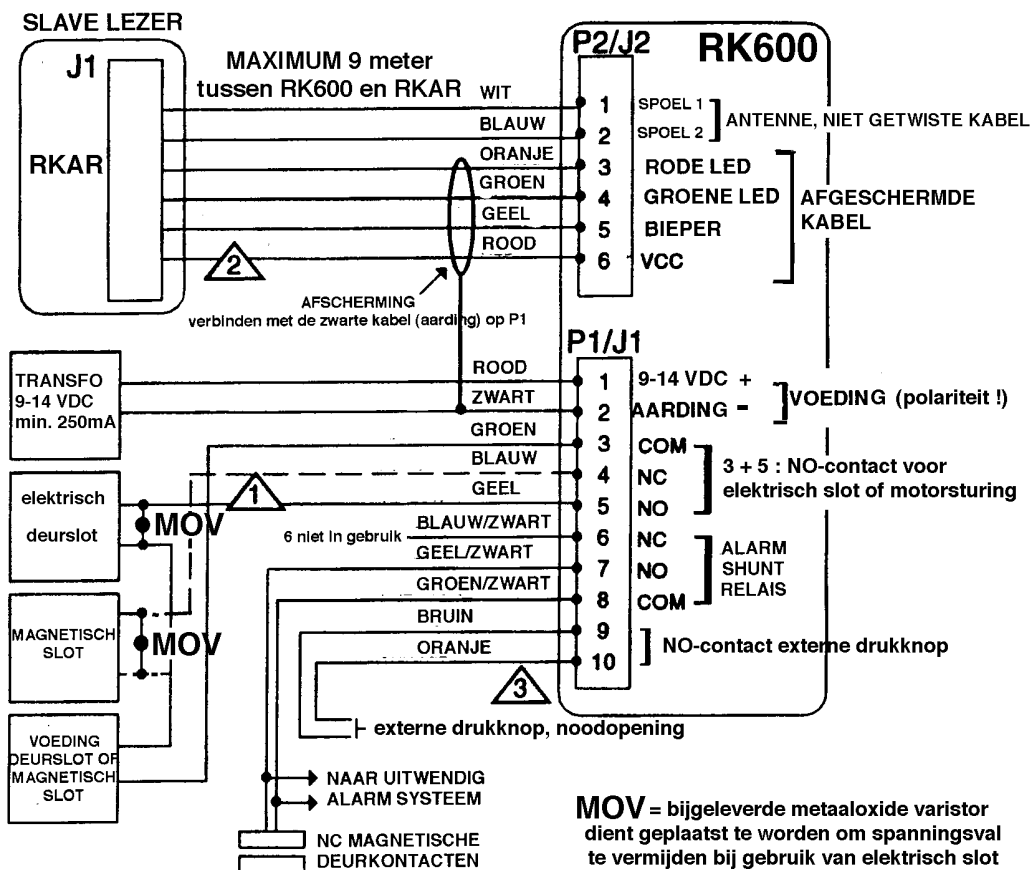 SLAVE LEZER
J1
RKAR
MAXIMUM 9 meter
tussen RK600 en RKAR
WIT
BLAUW
ORANJE
GROEN
GEEL
ROOD
2
AFSCHERMING
verbinden met de zwarte kabel (aarding) op P1
P2/J2
RK600
1 SPOEL 1
2 SPOEL 2
ANTENNE, NIET GETWISTE KABEL
3 RODE LED
4 GROENE LED
5 BIEPER
6 VCC
AFGESCHERMDE
KABEL
P1/J1
TRANSFO
9-14 VDC
min. 250mA
ROOD
ZWART
GROEN
BLAUW
GEEL
BLAUW/ZWART
GEEL/ZWART
GROEN/ZWART
BRUIN
ORANJE
1 9-14 VDC +
2 AARDING -
VOEDING (polariteit !)
3 COM
4 NC
5 NO
3 + 5 : NO-contact voor
elektrisch slot of motorsturing
6 NC
7 NO
8 COM
ALARM
SHUNT
RELAIS
9
10
NO-contact externe drukknop
1
6 niet in gebruik
3
elektrisch
deurslot
MOV
MAGNETISCH
SLOT
MOV
VOEDING
DEURSLOT OF
MAGNETISCH
SLOT
externe drukknop, noodopening
NAAR UITWENDIG
ALARM SYSTEEM
NC MAGNETISCHE
DEURKONTACTEN
MOV = bijgeleverde metaaloxide varistor
dient geplaatst te worden om spanningsval
te vermijden bij gebruik van elektrisch slot